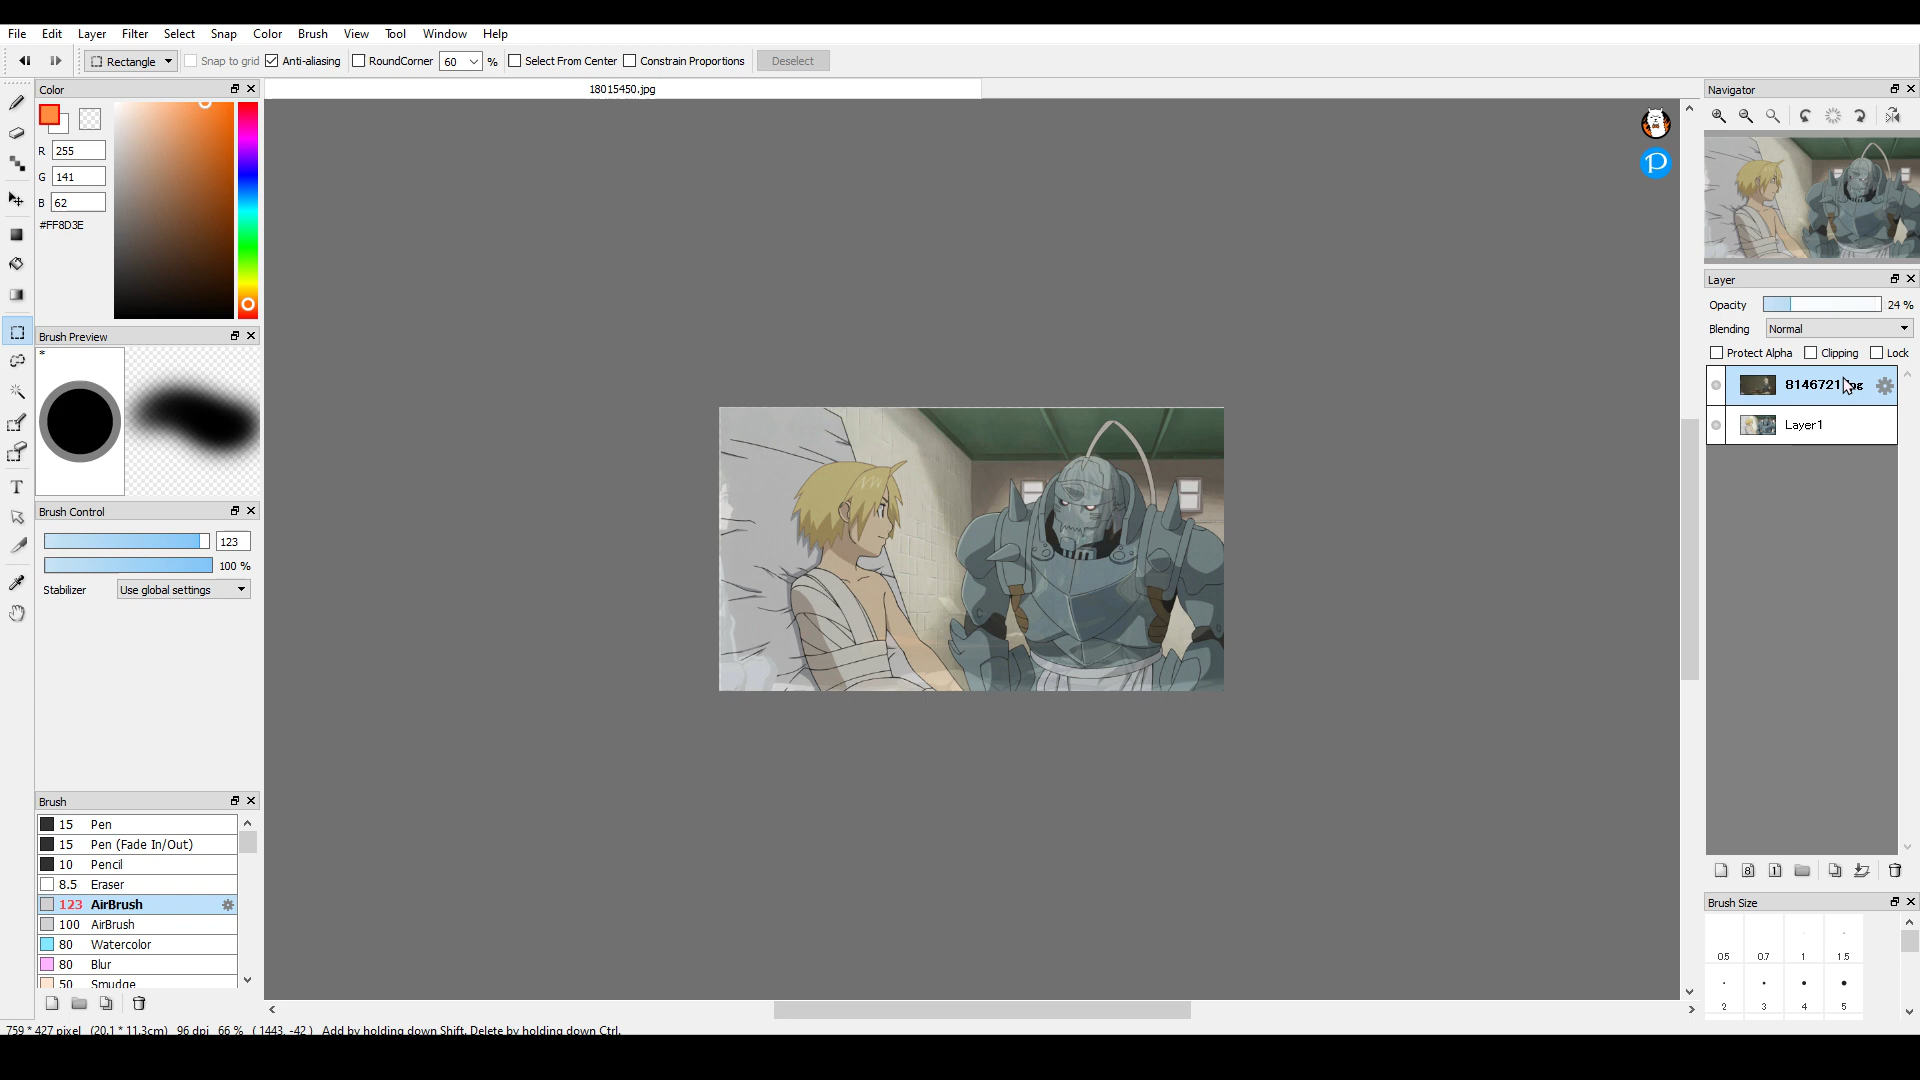 File Edit Layer Filter Select Snap Color Brush View Tool Window Help
Rectangle Snap to grid Anti-aliasing RoundCorner 60 % Select From Center Constrain Proportions Deselect
Color
R 255
G 141
B 62
#FF8D3E
Brush Preview
*
Brush Control
123
100 %
Stabilizer Use global settings
Brush
15 Pen
15 Pen (Fade In/Out)
10 Pencil
8.5 Eraser
123 AirBrush
100 AirBrush
80 Watercolor
80 Blur
50 Smudge
18015450.jpg
P
Navigator
Layer
Opacity 24 %
Blending Normal
Protect Alpha Clipping Lock
Layer1
8 1
Brush Size
0.5 0.7 1 1.5
2 3 4 5
759 * 427 pixel (20.1 * 11.3cm) 96 dpi 66 % ( 1443, -42 ) Add by holding down Shift, Delete by holding down Ctrl.